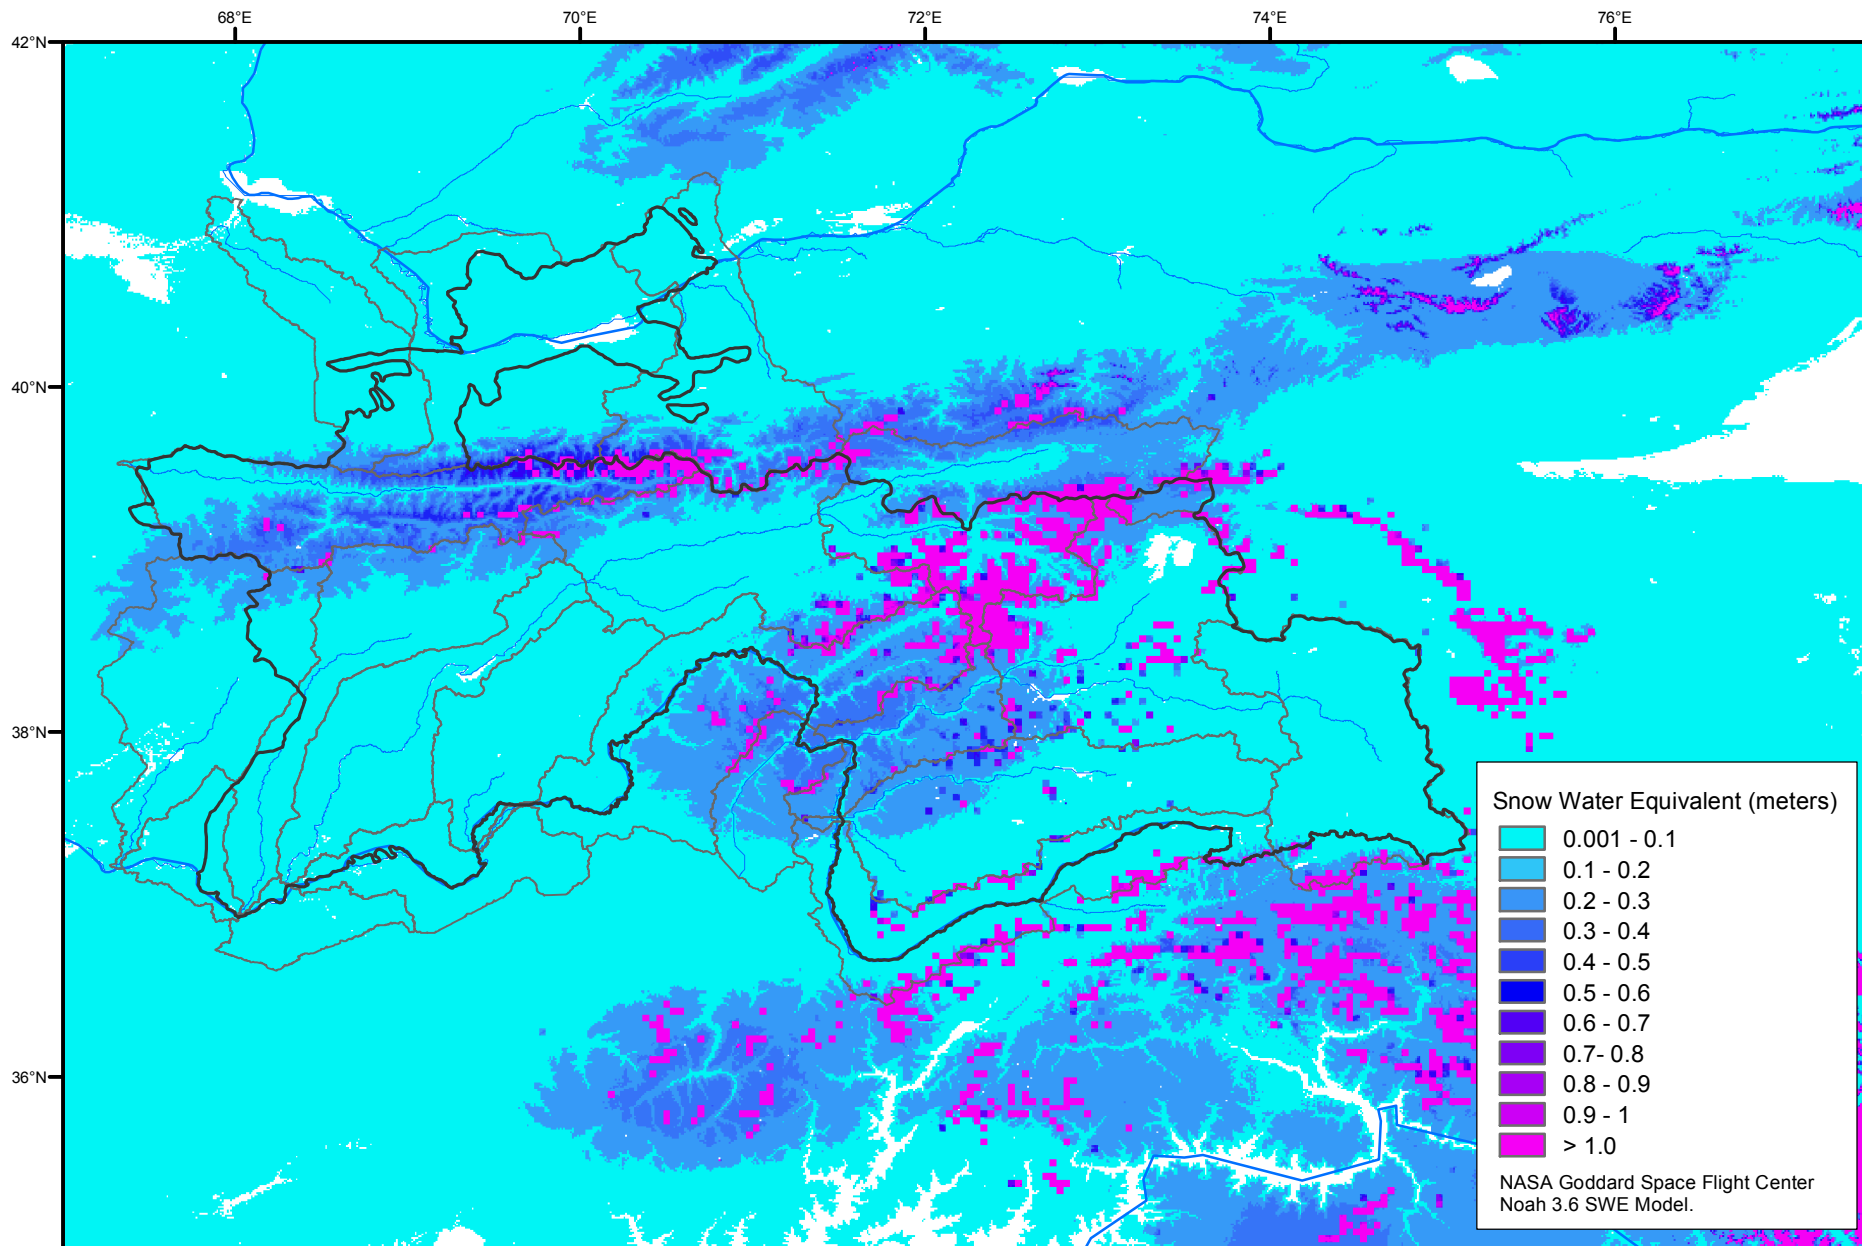 68°E
70°E
72°E
74°E
76°E
42°N
40°N
38°N
36°N
Snow Water Equivalent (meters)
0.001 - 0.1
0.1 - 0.2
0.2 - 0.3
0.3 - 0.4
0.4 - 0.5
0.5 - 0.6
0.6 - 0.7
0.7- 0.8
0.8 - 0.9
0.9 - 1
> 1.0
NASA Goddard Space Flight Center
Noah 3.6 SWE Model.